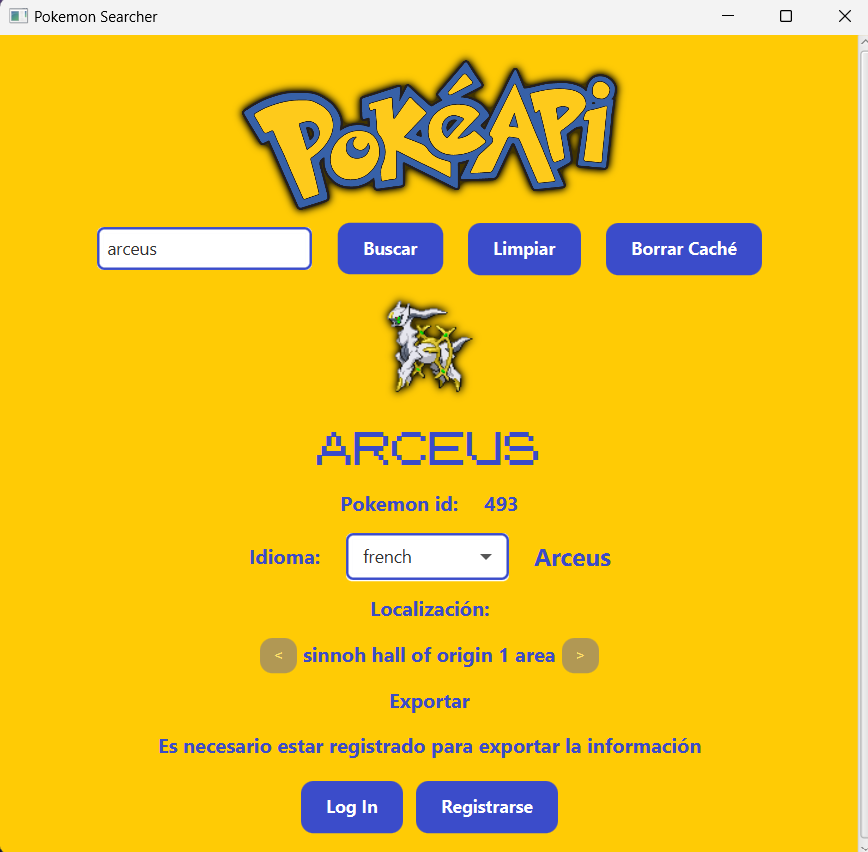 Pokemon Searcher
PokéApi
arceus Buscar Limpiar Borrar Caché
ARCEUS
Pokemon id: 493
Idioma: french Arceus
Localización:
< sinnoh hall of origin 1 area >
Exportar
Es necesario estar registrado para exportar la información
Log In Registrarse